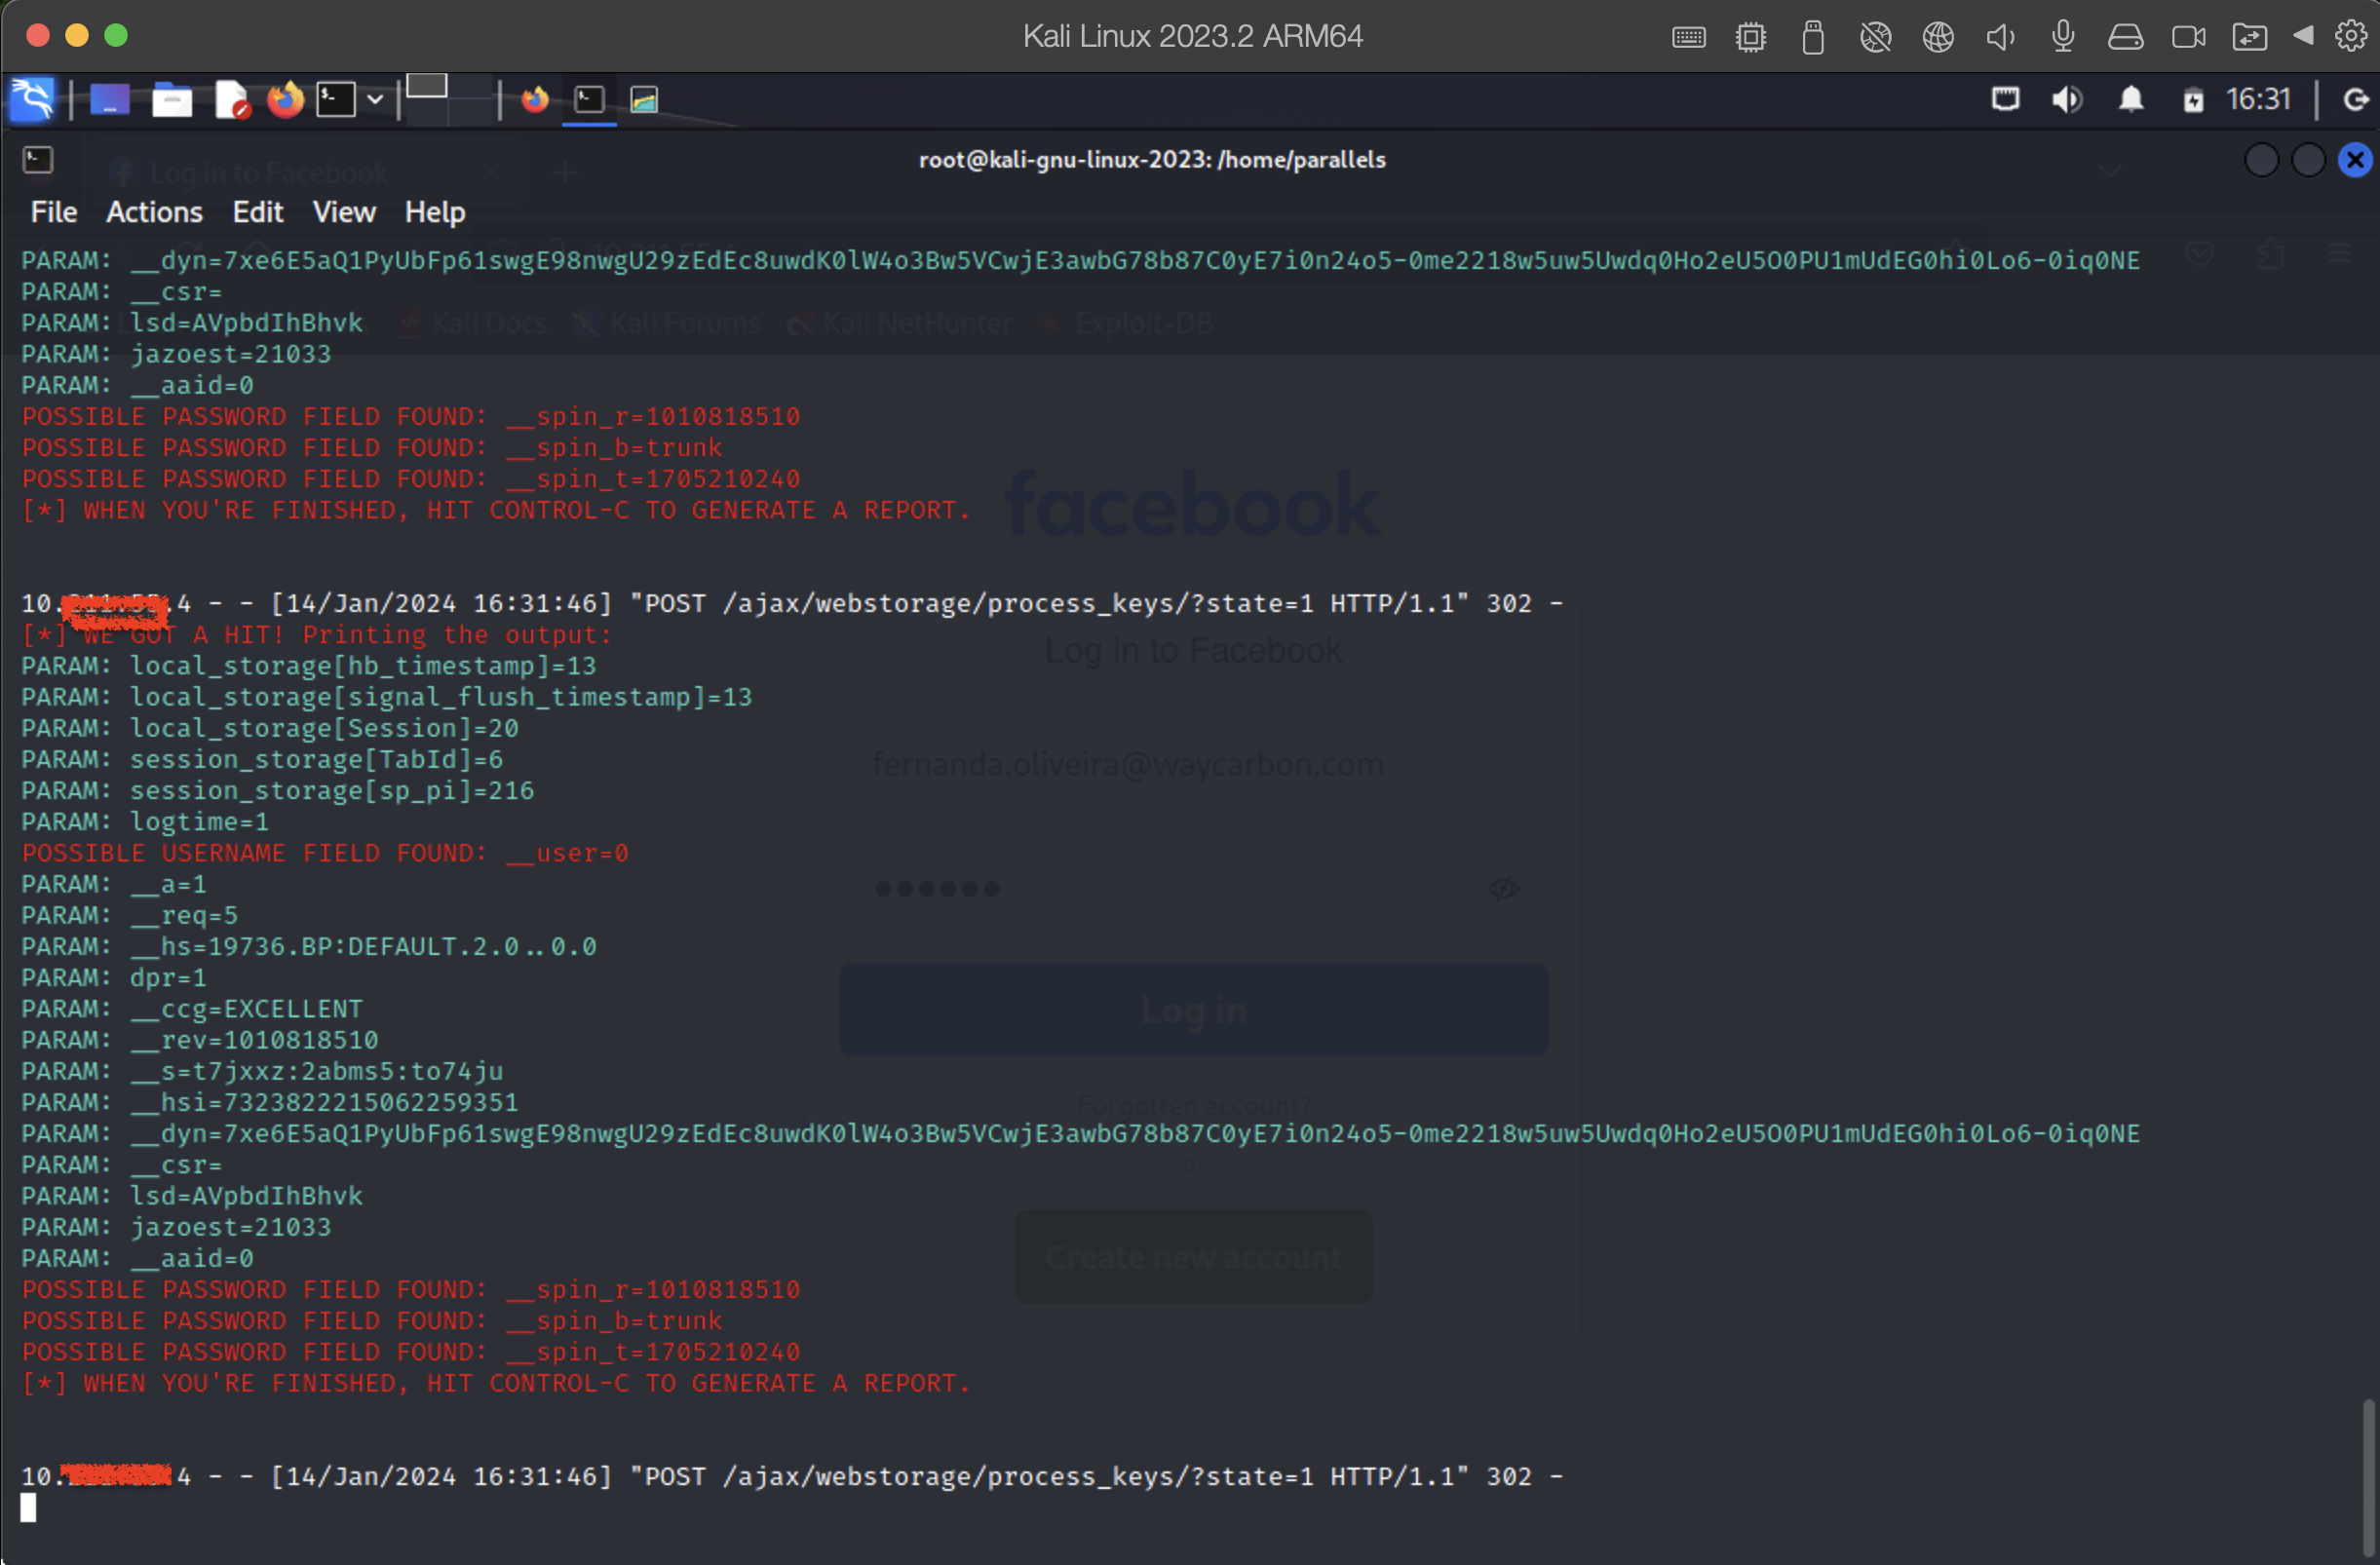 Kali Linux 2023.2 ARM64
16:31
Log in to Facebook
root@kali-gnu-linux-2023: /home/parallels
File Actions Edit View Help
PARAM: __dyn=7xe6E5aQ1PyUbFp61swgE98nwgU29zEdEc8uwdK0lW4o3Bw5VCwjE3awbG78b87C0yE7i0n24o5-0me2218w5uw5Uwdq0Ho2eU5O0PU1mUdEG0hi0Lo6-0iq0NE
PARAM: __csr=
PARAM: lsd=AVpbdIhBhvk
Kali Docs Kali Forums Kali NetHunter Exploit-DB
PARAM: jazoest=21033
PARAM: __aaid=0
POSSIBLE PASSWORD FIELD FOUND: __spin_r=1010818510
POSSIBLE PASSWORD FIELD FOUND: __spin_b=trunk
POSSIBLE PASSWORD FIELD FOUND: __spin_t=1705210240
[*] WHEN YOU'RE FINISHED, HIT CONTROL-C TO GENERATE A REPORT.
facebook
10. .4 - - [14/Jan/2024 16:31:46] "POST /ajax/webstorage/process_keys/?state=1 HTTP/1.1" 302 -
[*] WE GOT A HIT! Printing the output:
Log in to Facebook
PARAM: local_storage[hb_timestamp]=13
PARAM: local_storage[signal_flush_timestamp]=13
PARAM: local_storage[Session]=20
PARAM: session_storage[TabId]=6
fernanda.oliveira@waycarbon.com
PARAM: session_storage[sp_pi]=216
PARAM: logtime=1
POSSIBLE USERNAME FIELD FOUND: __user=0
PARAM: __a=1
PARAM: __req=5
PARAM: __hs=19736.BP:DEFAULT.2.0..0.0
PARAM: dpr=1
PARAM: __ccg=EXCELLENT
Log in
PARAM: __rev=1010818510
PARAM: __s=t7jxxz:2abms5:to74ju
PARAM: __hsi=7323822215062259351
Forgotten account?
PARAM: __dyn=7xe6E5aQ1PyUbFp61swgE98nwgU29zEdEc8uwdK0lW4o3Bw5VCwjE3awbG78b87C0yE7i0n24o5-0me2218w5uw5Uwdq0Ho2eU5O0PU1mUdEG0hi0Lo6-0iq0NE
PARAM: __csr=
or
PARAM: lsd=AVpbdIhBhvk
PARAM: jazoest=21033
PARAM: __aaid=0
Create new account
POSSIBLE PASSWORD FIELD FOUND: __spin_r=1010818510
POSSIBLE PASSWORD FIELD FOUND: __spin_b=trunk
POSSIBLE PASSWORD FIELD FOUND: __spin_t=1705210240
[*] WHEN YOU'RE FINISHED, HIT CONTROL-C TO GENERATE A REPORT.
10. 4 - - [14/Jan/2024 16:31:46] "POST /ajax/webstorage/process_keys/?state=1 HTTP/1.1" 302 -